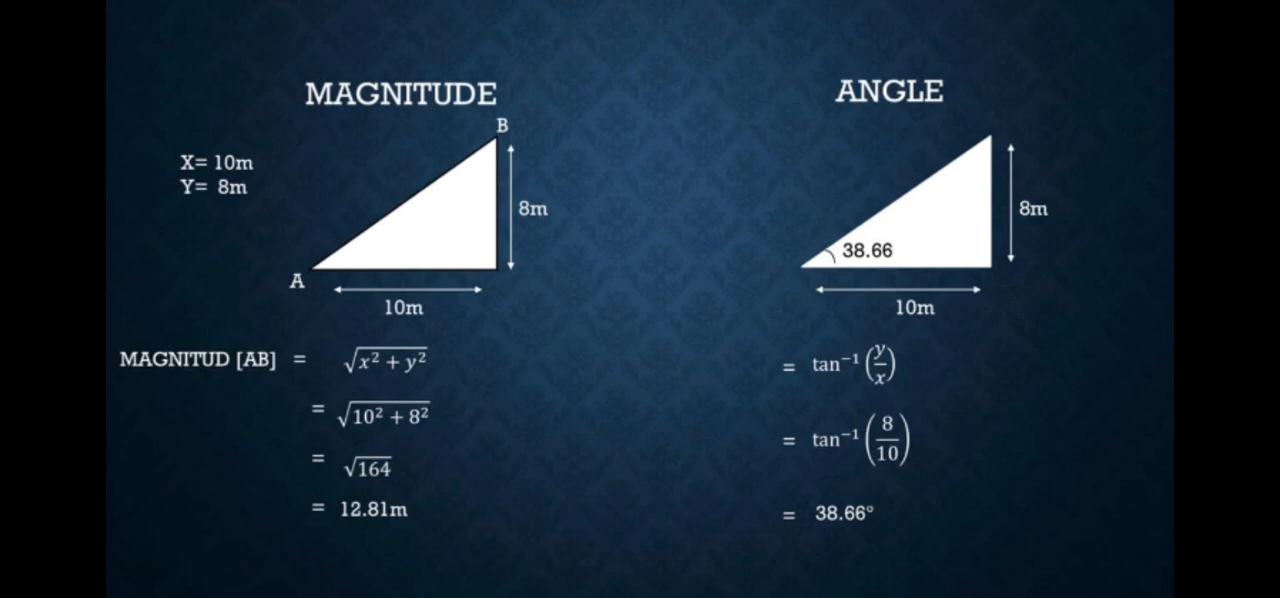 MAGNITUDE
B
X= 10m
Y= 8m
8m
A
10m
MAGNITUD [AB] = √x² + y²
= √10² + 8²
= √164
= 12.81m
ANGLE
8m
38.66
10m
= tan⁻¹ (y/x)
= tan⁻¹ (8/10)
= 38.66°